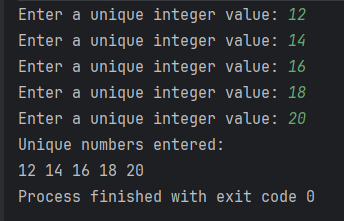 Enter a unique integer value: 12
Enter a unique integer value: 14
Enter a unique integer value: 16
Enter a unique integer value: 18
Enter a unique integer value: 20
Unique numbers entered:
12 14 16 18 20
Process finished with exit code 0